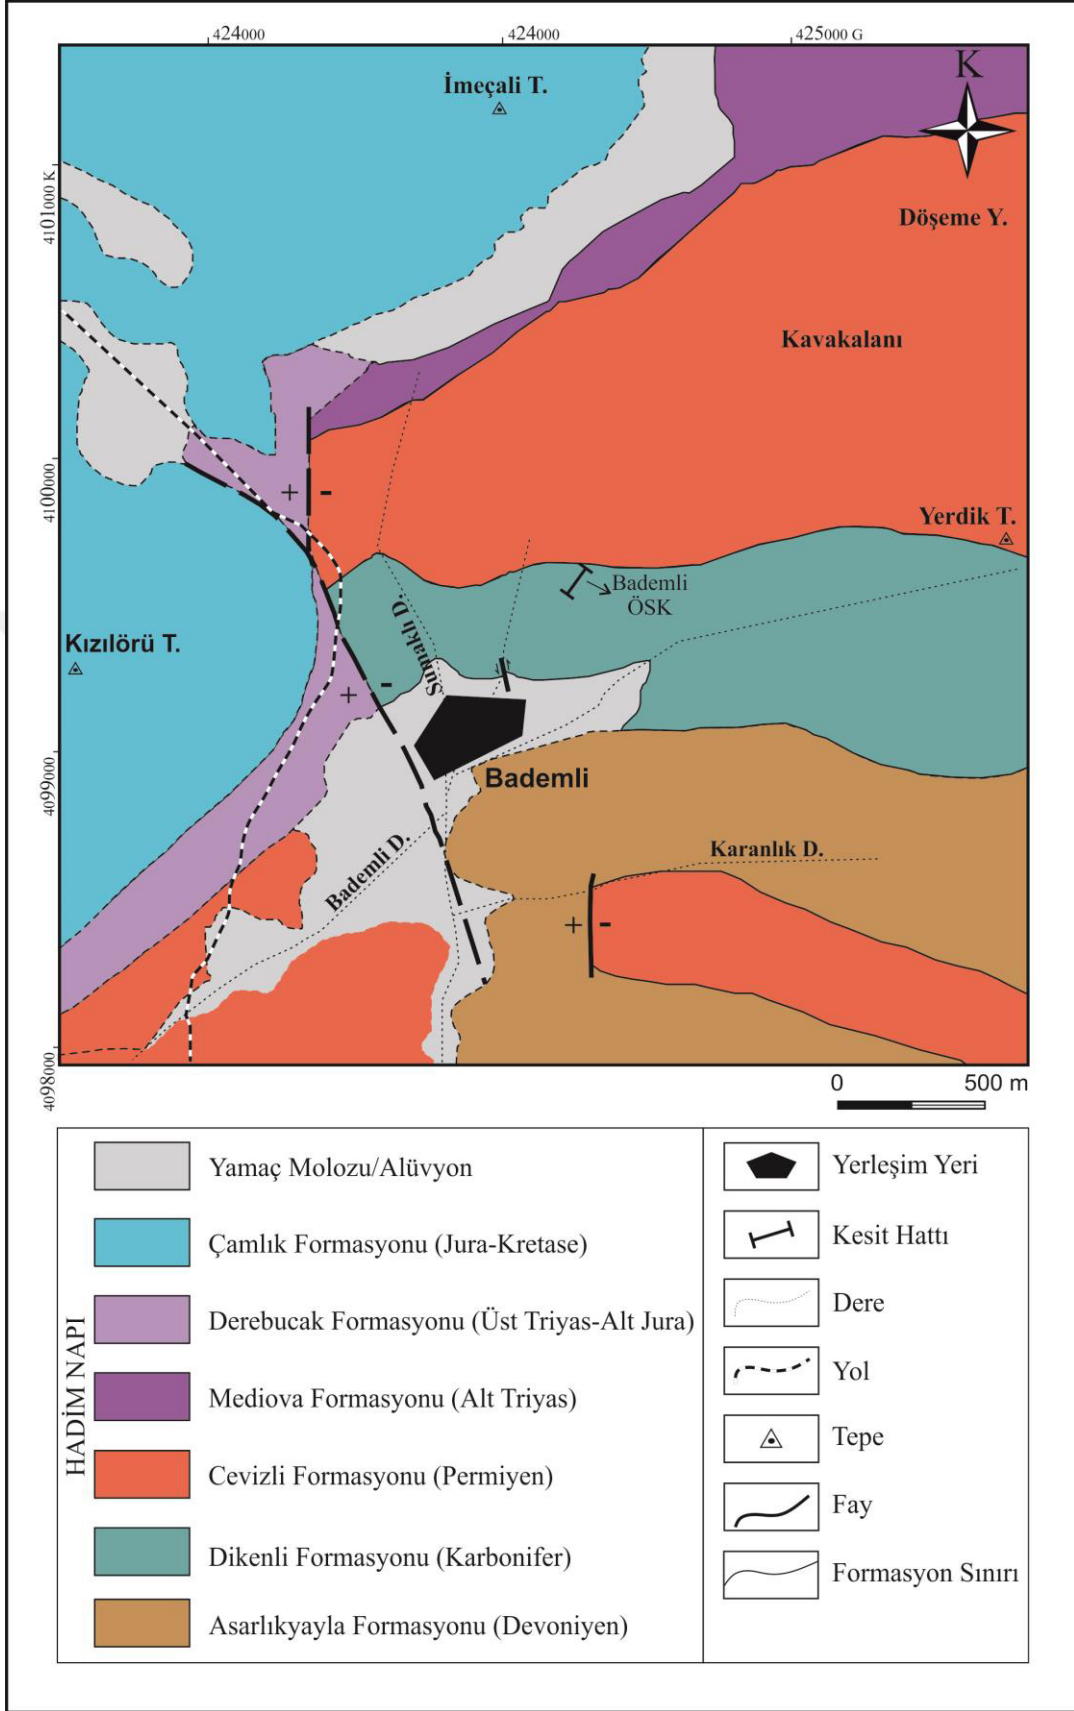 424000
424000
425000 G
K
İmeçali T.
4101000 K
Döşeme Y.
Kavakalanı
4100000
+
-
Yerdik T.
Bademli
ÖSK
Sumaklı D.
Kızılörü T.
+
-
4099000
Bademli
Karanlık D.
Bademli D.
+
-
4098000
0 500 m
HADİM NAPI
Yamaç Molozu/Alüvyon
Çamlık Formasyonu (Jura-Kretase)
Derebucak Formasyonu (Üst Triyas-Alt Jura)
Mediova Formasyonu (Alt Triyas)
Cevizli Formasyonu (Permiyen)
Dikenli Formasyonu (Karbonifer)
Asarlıkyayla Formasyonu (Devoniyen)
Yerleşim Yeri
Kesit Hattı
Dere
Yol
Tepe
Fay
Formasyon Sınırı